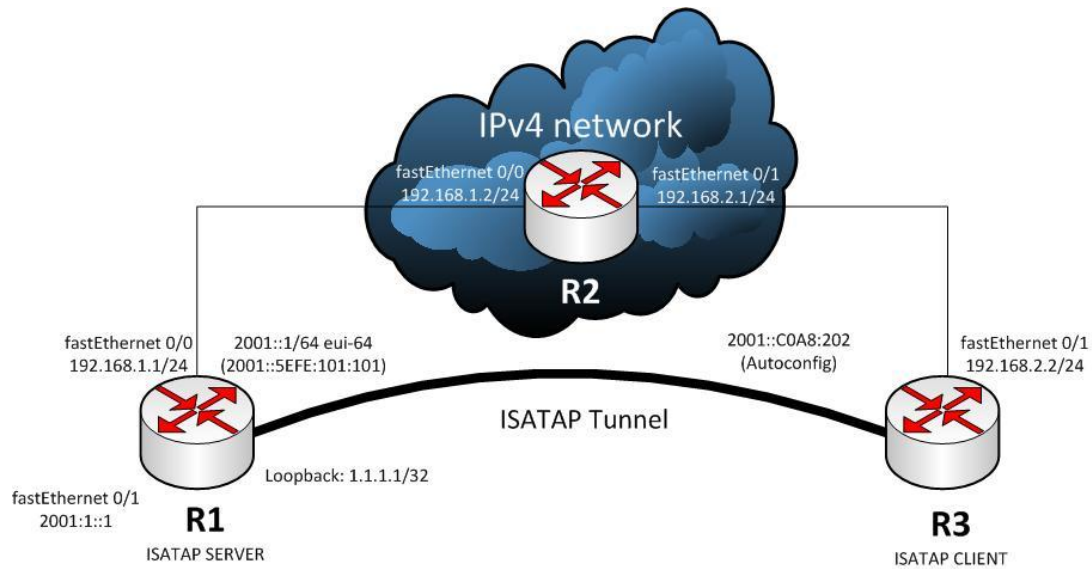 IPv4 network
fastEthernet 0/0
192.168.1.2/24
fastEthernet 0/1
192.168.2.1/24
R2
fastEthernet 0/0
192.168.1.1/24
2001::1/64 eui-64
(2001::5EFE:101:101)
2001::C0A8:202
(Autoconfig)
fastEthernet 0/1
192.168.2.2/24
ISATAP Tunnel
Loopback: 1.1.1.1/32
fastEthernet 0/1
2001:1::1
R1
ISATAP SERVER
R3
ISATAP CLIENT